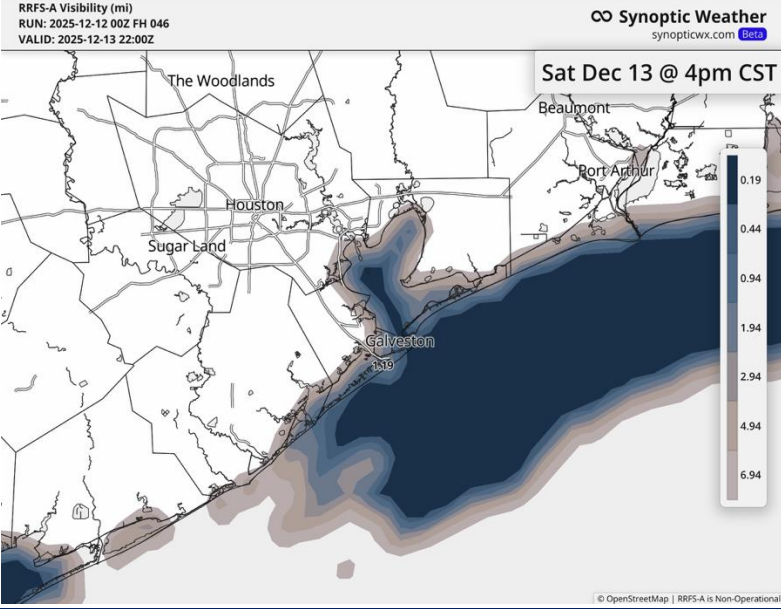 RRFS-A Visibility (mi)
RUN: 2025-12-12 00Z FH 046
VALID: 2025-12-13 22:00Z
Synoptic Weather
synopticwx.com Beta
Sat Dec 13 @ 4pm CST
The Woodlands
Beaumont
Port Arthur
Houston
Sugar Land
Galveston
1.19
0.19
0.44
0.94
1.94
2.94
4.94
6.94
© OpenStreetMap | RRFS-A is Non-Operational